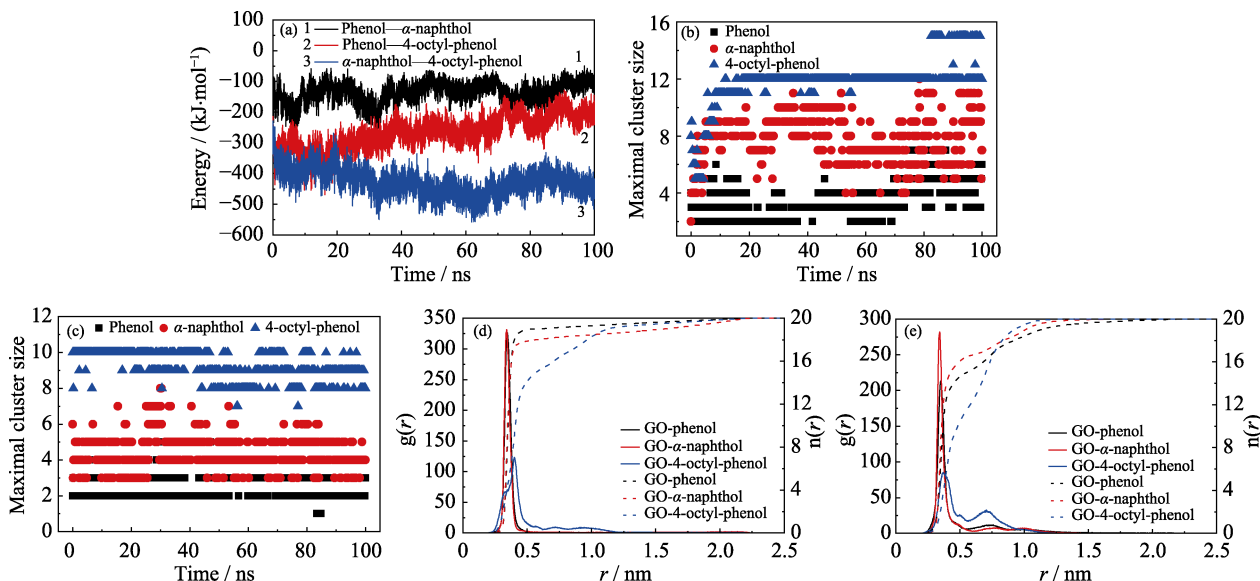 (a)
1 Phenol—α-naphthol
2 Phenol—4-octyl-phenol
3 α-naphthol—4-octyl-phenol
100
0
−100
−200
−300
−400
−500
−600
Energy / (kJ·mol⁻¹)
1
2
3
0 20 40 60 80 100
Time / ns
(b)
Phenol
α-naphthol
4-octyl-phenol
16
12
8
4
Maximal cluster size
0 20 40 60 80 100
Time / ns
(c)
Phenol α-naphthol 4-octyl-phenol
12
10
8
6
4
2
0
Maximal cluster size
0 20 40 60 80 100
Time / ns
(d)
350
300
250
200
150
100
50
0
g(r)
20
16
12
8
4
0
n(r)
GO-phenol
GO-α-naphthol
GO-4-octyl-phenol
GO-phenol
GO-α-naphthol
GO-4-octyl-phenol
0 0.5 1.0 1.5 2.0 2.5
r / nm
(e)
300
250
200
150
100
50
0
g(r)
20
16
12
8
4
0
n(r)
GO-phenol
GO-α-naphthol
GO-4-octyl-phenol
GO-phenol
GO-α-naphthol
GO-4-octyl-phenol
0 0.5 1.0 1.5 2.0 2.5
r / nm